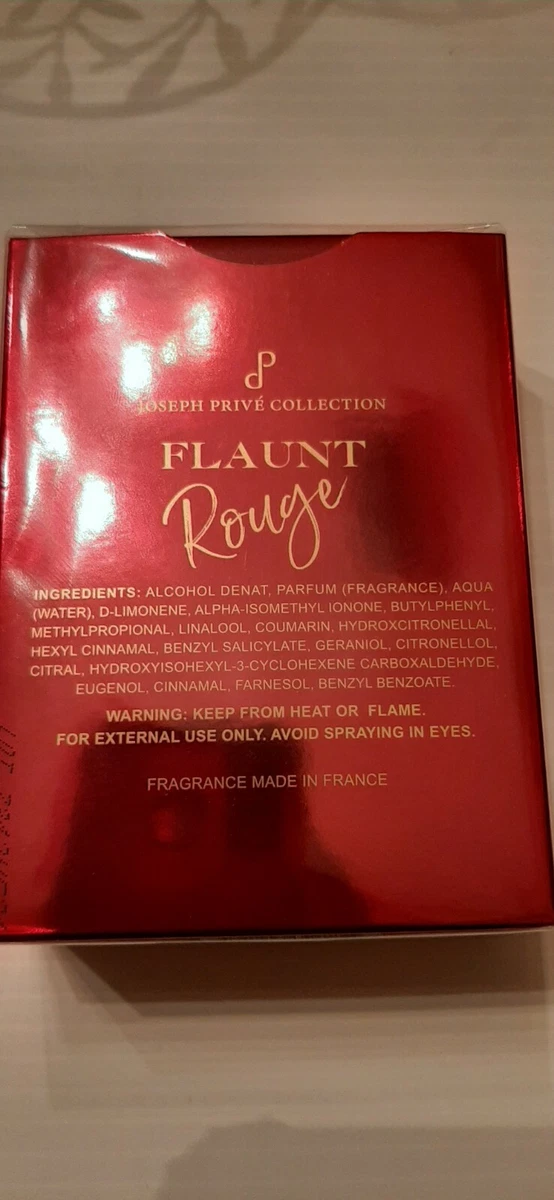 JOSEPH PRIVÉ COLLECTION
FLAUNT
Rouge
INGREDIENTS: ALCOHOL DENAT, PARFUM (FRAGRANCE), AQUA
(WATER), D-LIMONENE, ALPHA-ISOMETHYL IONONE, BUTYLPHENYL,
METHYLPROPIONAL, LINALOOL, COUMARIN, HYDROXCITRONELLAL,
HEXYL CINNAMAL, BENZYL SALICYLATE, GERANIOL, CITRONELLOL,
CITRAL, HYDROXYISOHEXYL-3-CYCLOHEXENE CARBOXALDEHYDE,
EUGENOL, CINNAMAL, FARNESOL, BENZYL BENZOATE.
WARNING: KEEP FROM HEAT OR FLAME.
FOR EXTERNAL USE ONLY. AVOID SPRAYING IN EYES.
FRAGRANCE MADE IN FRANCE